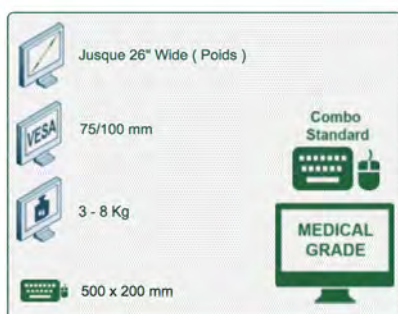 Jusque 26" Wide ( Poids )
VESA
75/100 mm
3 - 8 Kg
500 x 200 mm
Combo
Standard
MEDICAL
GRADE